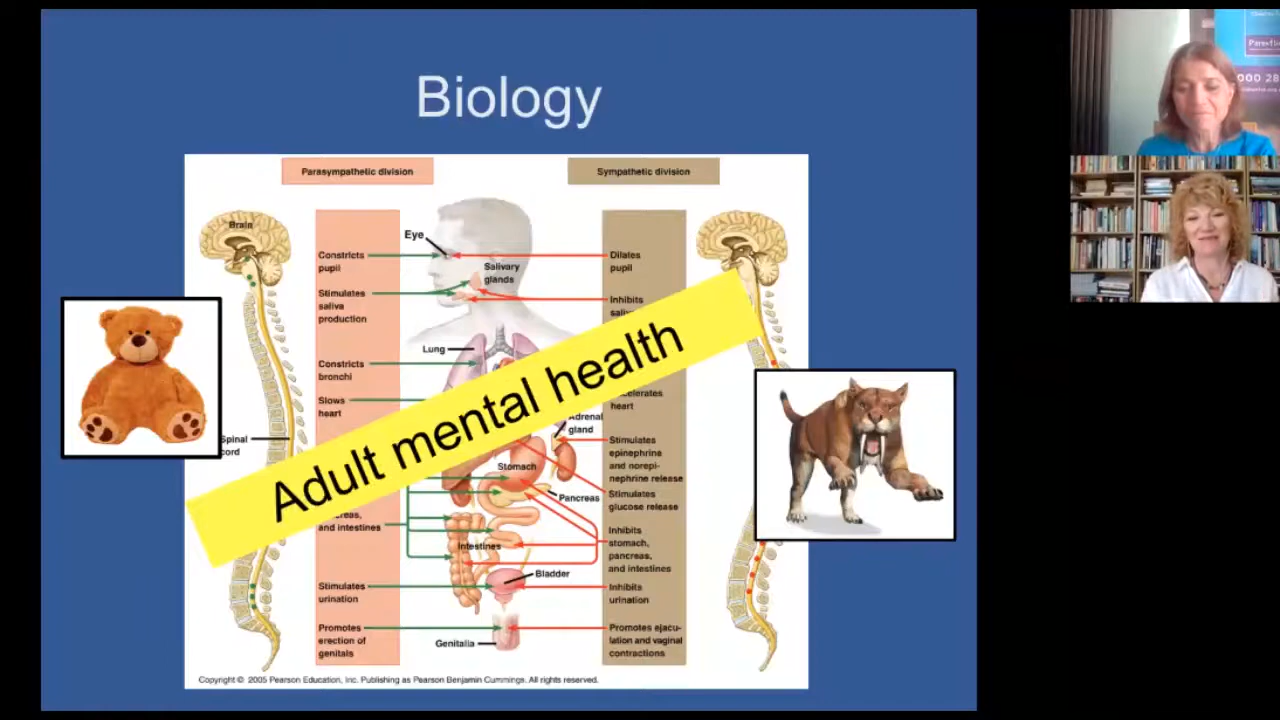 Biology
Parasympathetic division
Sympathetic division
Brain
Eye
Constricts
pupil
Dilates
pupil
Salivary
glands
Stimulates
saliva
production
Inhibits
Lung
Constricts
bronchi
Slows
heart
heart
Adult mental health
Adrenal
gland
Spinal
cord
Stimulates
epinephrine
and norepi-
nephrine release
Stomach
Pancreas
Stimulates
glucose release
and intestines
Intestines
Inhibits
stomach,
pancreas,
and intestines
Bladder
Stimulates
urination
Inhibits
urination
Promotes
erection of
genitals
Genitalia
Promotes ejacu-
lation and vaginal
contractions
Copyright © 2005 Pearson Education, Inc. Publishing as Pearson Benjamin Cummings. All rights reserved.